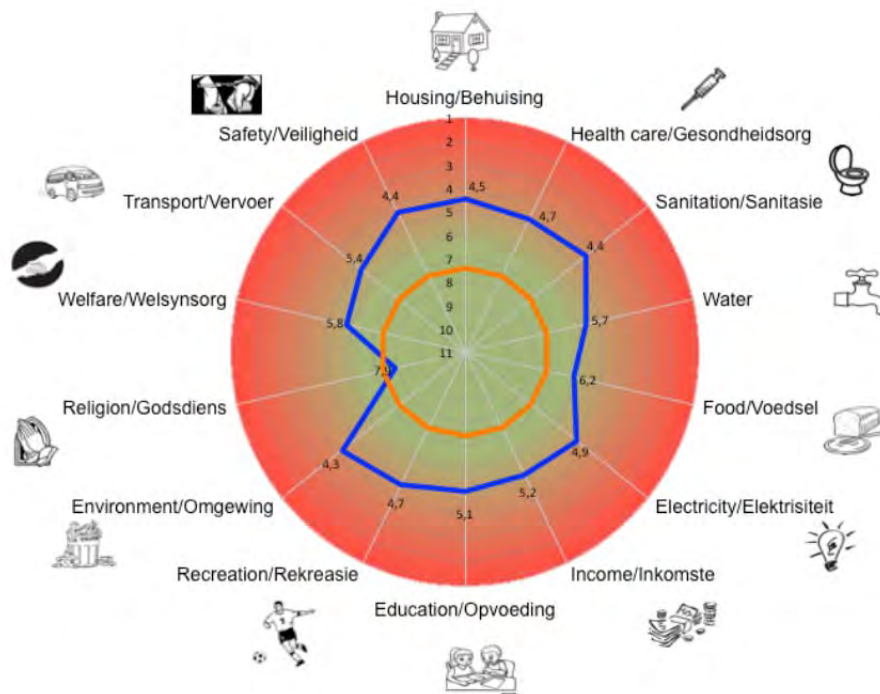 Housing/Behuising
Safety/Veiligheid
Health care/Gesondheidsorg
Transport/Vervoer
Sanitation/Sanitasie
Welfare/Welsynsorg
Water
Religion/Godsdiens
Food/Voedsel
Environment/Omgewing
Electricity/Elektrisiteit
Recreation/Rekreasie
Income/Inkomste
Education/Opvoeding
1
2
3
4
5
6
7
8
9
10
11
4,5
4,7
4,4
5,7
6,2
4,9
5,2
5,1
4,7
4,3
7,9
5,8
5,4
4,4